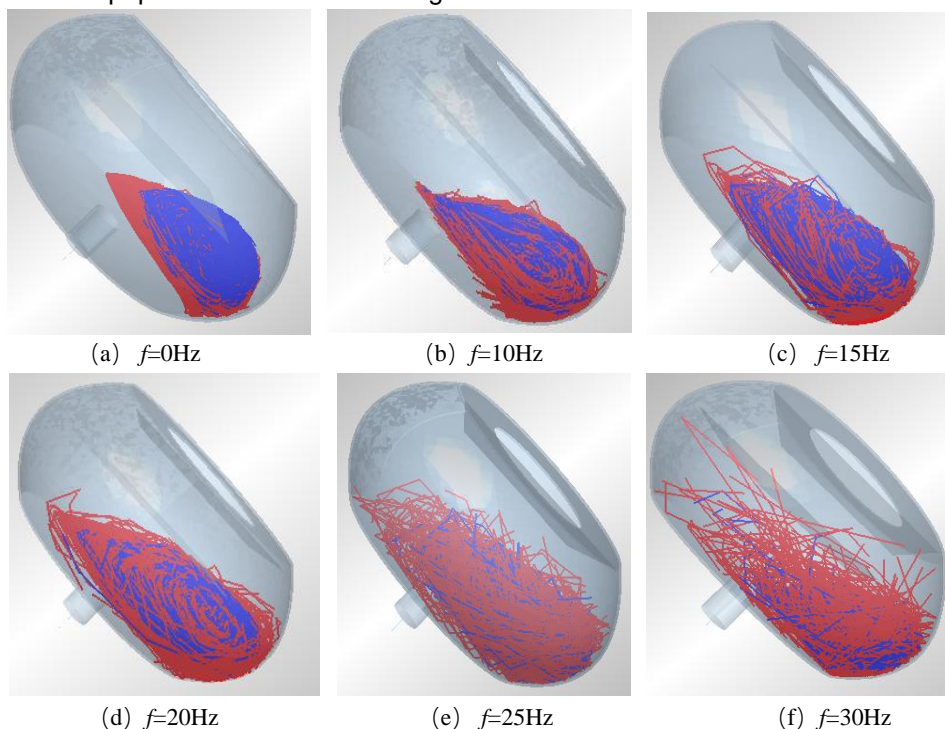 (a) f=0Hz
(b) f=10Hz
(c) f=15Hz
(d) f=20Hz
(e) f=25Hz
(f) f=30Hz